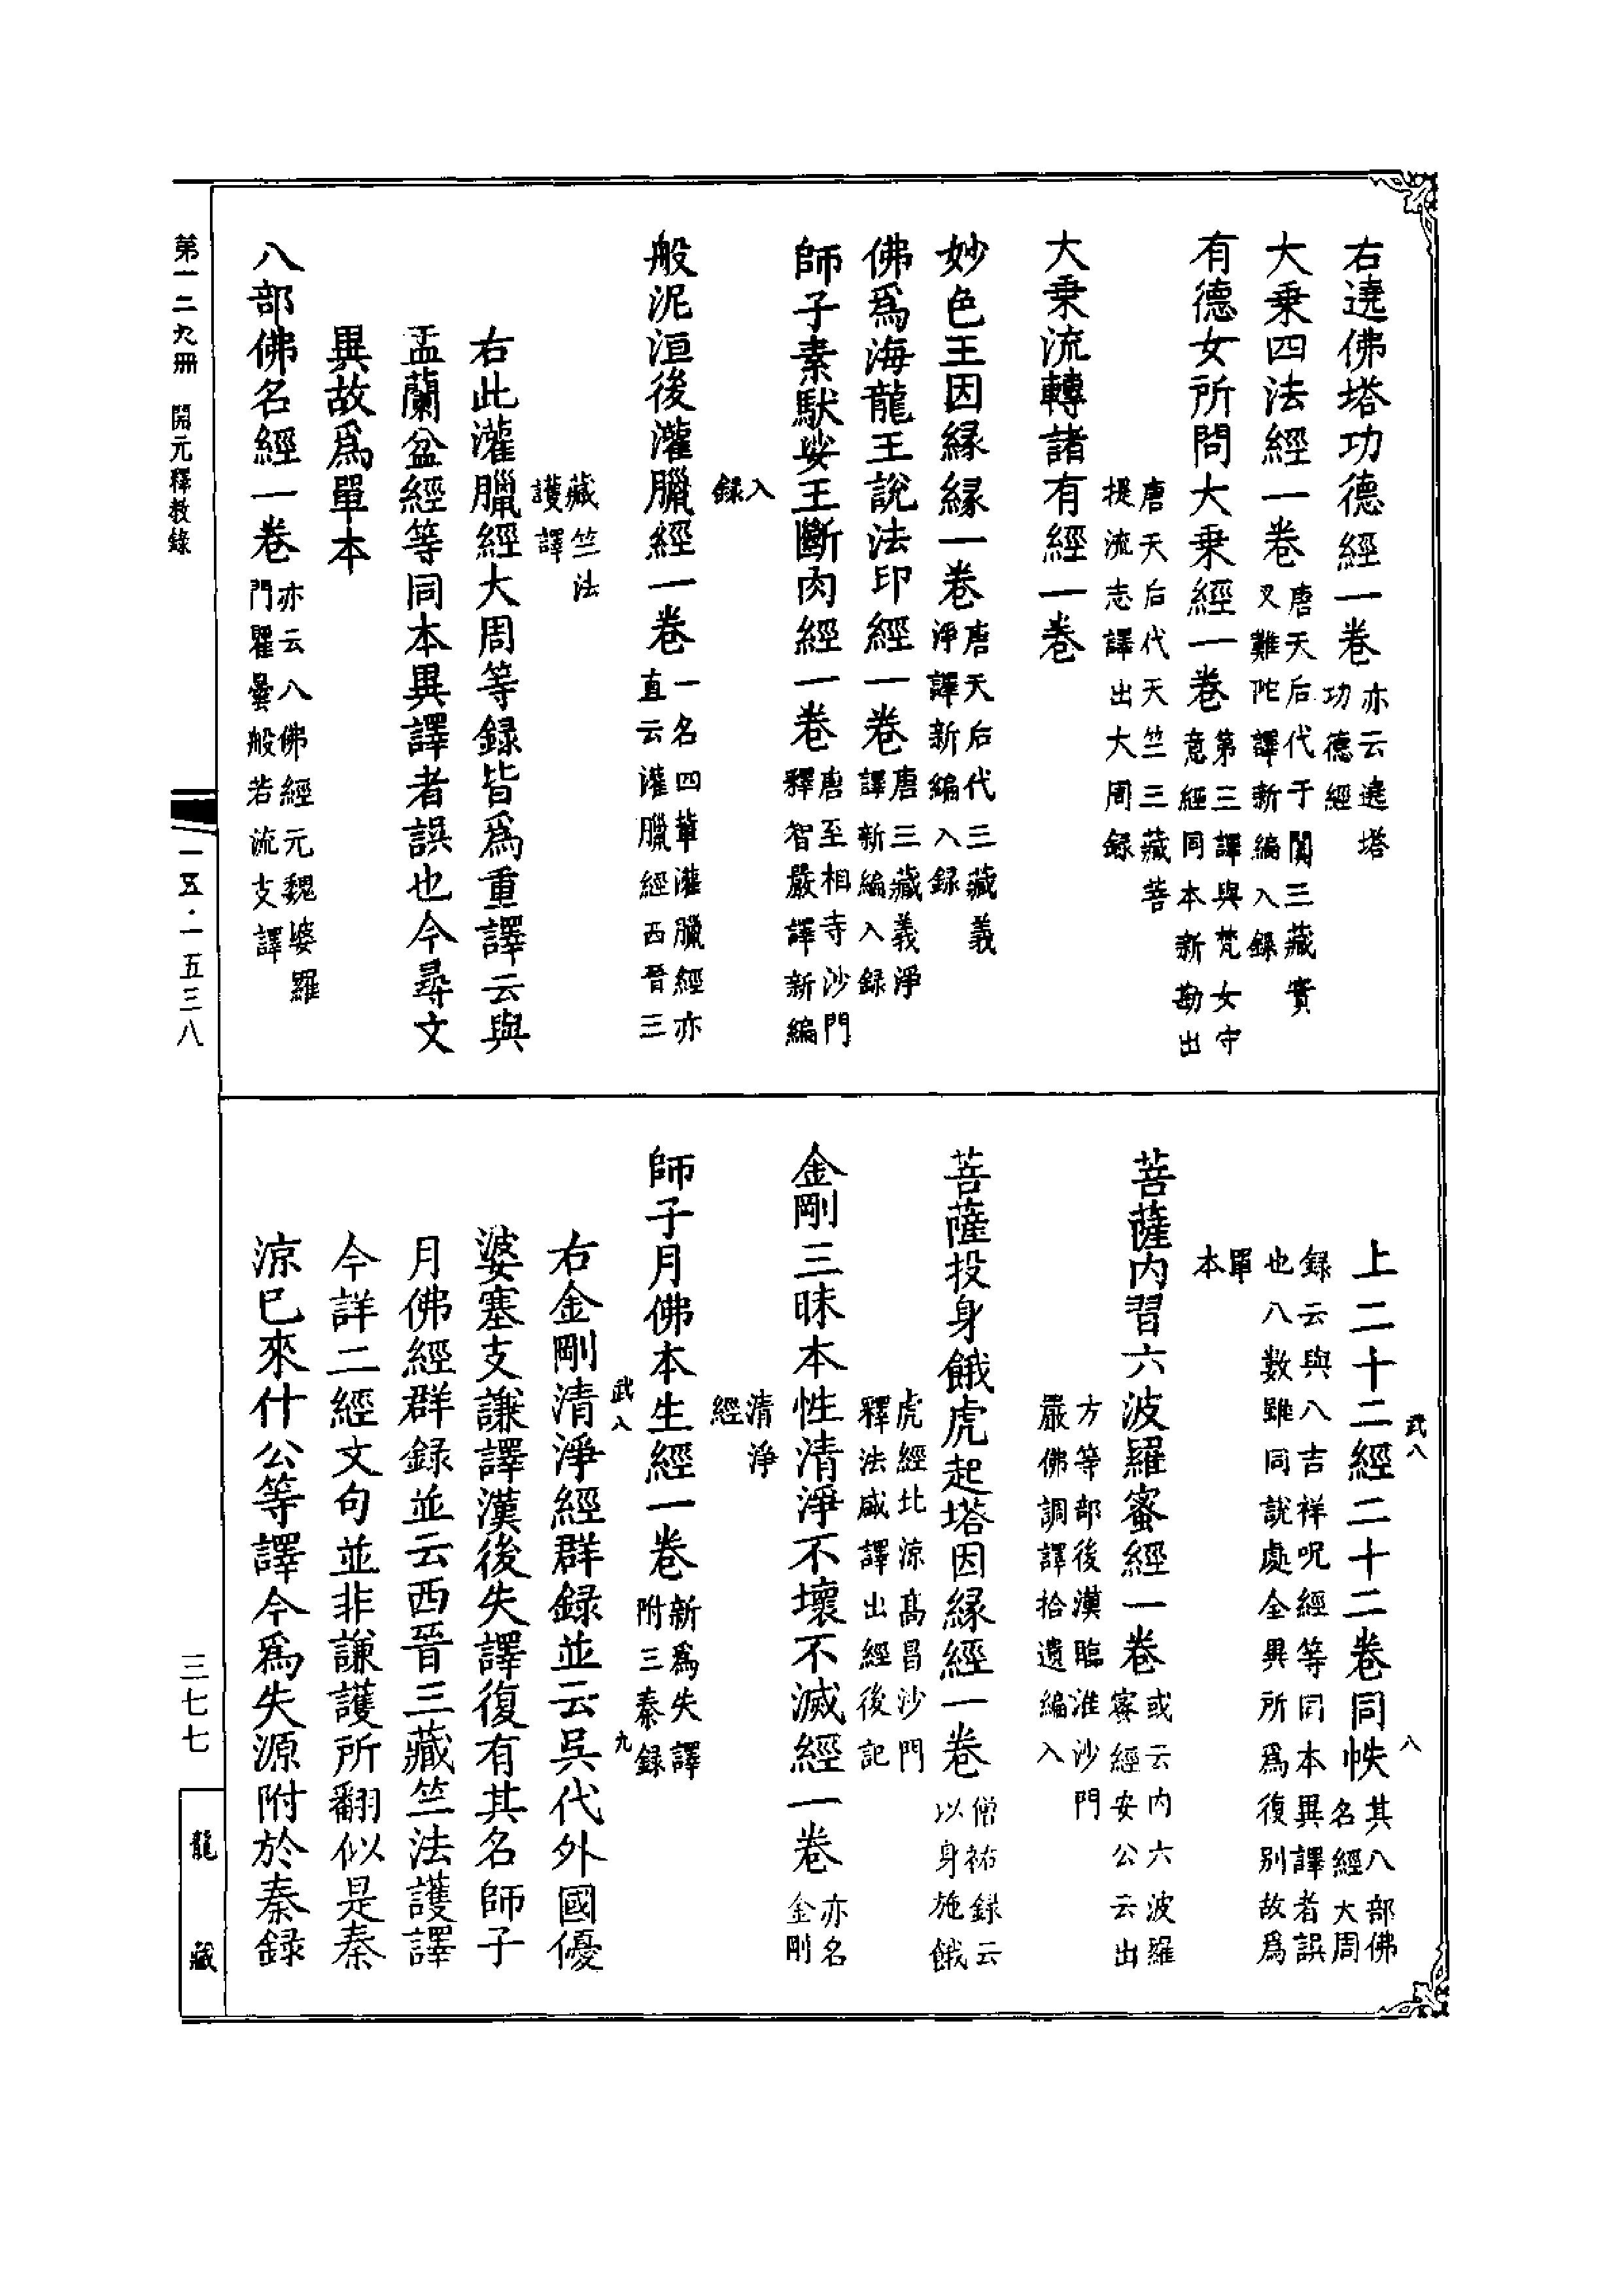 右遶佛塔功德經一卷亦云遶塔功德經
大乗四法經一卷唐天后代于闐三藏實叉難陀譯新編入錄
有德女所問大乗經一卷第三譯與梵女守意經同本新勘出
唐天后代天竺三藏菩提流志譯出大周録
大乗流轉諸有經一卷
妙色王因緣經一卷唐天后代三藏義淨譯新編入録
佛爲海龍王說法印經一卷唐三藏義淨譯新編入録
師子素馱娑王斷肉經一卷唐至相寺沙門釋智嚴譯新編
入録
般泥洹後灌臘經一卷一名四輩灌臘經亦直云灌臘經西晉三
藏竺法護譯
右此灌臘經大周等録皆爲重譯云與
盂蘭盆經等同本異譯者誤也今尋文
異故爲單本
八部佛名經一卷亦云八佛經元魏婆羅門瞿曇般若流支譯
上二十二經二十二卷同帙其八部佛名經大周
録云與八吉祥呪經等同本異譯者誤也八數雖同說處全異所爲復別故爲
單本
菩薩内習六波羅蜜經一卷或云内六波羅蜜經安公云出
方等部後漢臨淮沙門嚴佛調譯拾遺編入
菩薩投身餓虎起塔因緣經一卷僧祐録云以身施餓
虎經北涼高昌沙門釋法盛譯出經後記
金剛三昧本性清淨不壞不滅經一卷亦名金剛
清淨經
師子月佛本生經一卷新爲失譯附三秦録
右金剛清淨經群録並云吳代外國優
婆塞支謙譯漢後失譯復有其名師子
月佛經群録並云西晉三藏竺法護譯
今詳二經文句並非謙護所翻似是秦
涼已來什公等譯今爲失源附於秦録
武八
八
武八
九
第一二九冊 開元釋教錄
一五·一五三八
三七七
龍藏